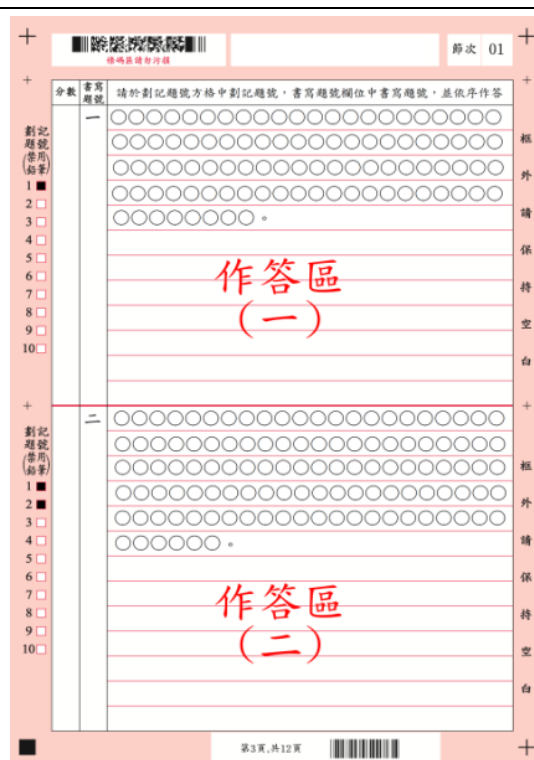 條碼區請勿污損
節次 01
分數 書寫題號 請於劃記題號方格中劃記題號，書寫題號欄位中書寫題號，並依序作答
劃記
題號
(禁用
鉛筆)
1 ■
2 □
3 □
4 □
5 □
6 □
7 □
8 □
9 □
10 □
一 ○○○○○○○○○○○○○○○○○○○○○○
○○○○○○○○○○○○○○○○○○○○○○
○○○○○○○○○○○○○○○○○○○○○○
○○○○○○○○○○○○○○○○○○○○○○
○○○○○○○○。
作答區
(一)
框外請保持空白
劃記
題號
(禁用
鉛筆)
1 ■
2 ■
3 □
4 □
5 □
6 □
7 □
8 □
9 □
10 □
二 ○○○○○○○○○○○○○○○○○○○○○○
○○○○○○○○○○○○○○○○○○○○○○
○○○○○○○○○○○○○○○○○○○○○○
○○○○○○○○○○○○○○○○○○○○○○
○○○○○○○○○○○○○○○○○○○○○○
○○○○○○。
作答區
(二)
框外請保持空白
第3頁,共12頁